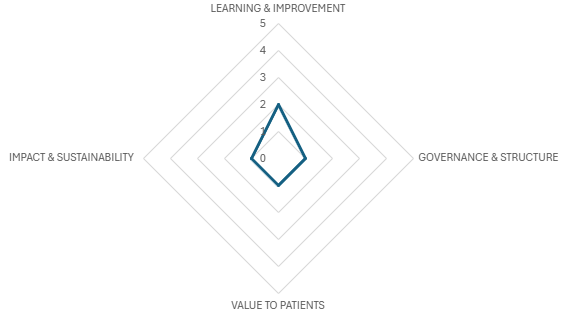 LEARNING & IMPROVEMENT
5
4
3
2
1
0
IMPACT & SUSTAINABILITY
GOVERNANCE & STRUCTURE
VALUE TO PATIENTS